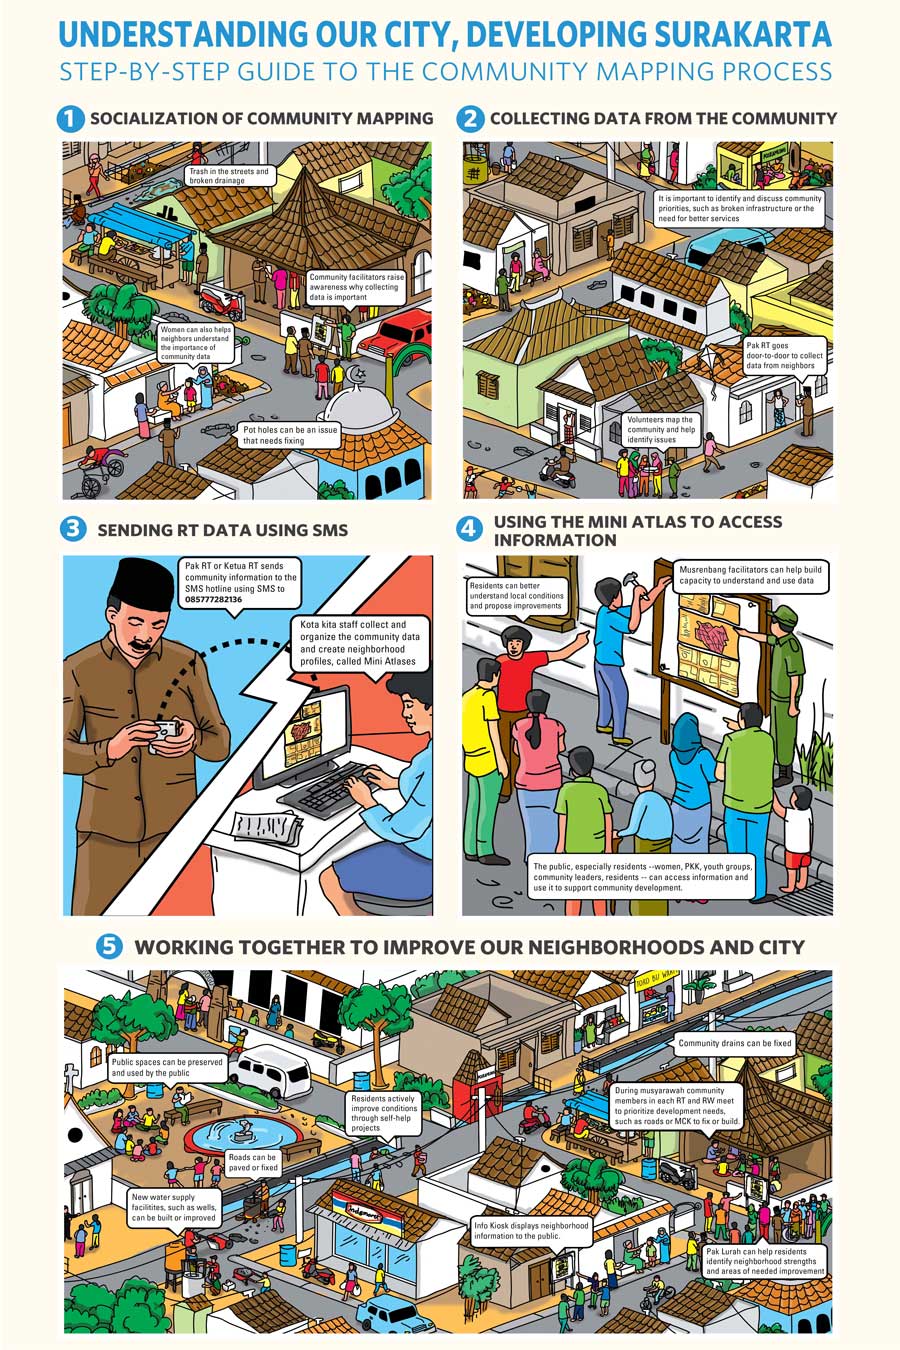 UNDERSTANDING OUR CITY, DEVELOPING SURAKARTA
STEP-BY-STEP GUIDE TO THE COMMUNITY MAPPING PROCESS
1 SOCIALIZATION OF COMMUNITY MAPPING
Trash in the streets and
broken drainage
Community facilitators raise
awareness why collecting
data is important
Women can also helps
neighbors understand
the importance of
community data
Pot holes can be an issue
that needs fixing
2 COLLECTING DATA FROM THE COMMUNITY
It is important to identify and discuss community
priorities, such as broken infrastructure or the
need for better services
Pak RT goes
door-to-door to collect
data from neighbors
Volunteers map the
community and help
identify issues
3 SENDING RT DATA USING SMS
Pak RT or Ketua RT sends
community information to the
SMS hotline using SMS to
085777282136
Kota kita staff collect and
organize the community data
and create neighborhood
profiles, called Mini Atlases
4 USING THE MINI ATLAS TO ACCESS
INFORMATION
Residents can better
understand local conditions
and propose improvements
Musrenbang facilitators can help build
capacity to understand and use data
The public, especially residents --women, PKK, youth groups,
community leaders, residents -- can access information and
use it to support community development.
5 WORKING TOGETHER TO IMPROVE OUR NEIGHBORHOODS AND CITY
TOKO BU WARTI
Community drains can be fixed
Public spaces can be preserved
and used by the public
Residents actively
improve conditions
through self-help
projects
During musyarawah community
members in each RT and RW meet
to prioritize development needs,
such as roads or MCK to fix or build.
Roads can be
paved or fixed
New water supply
facilitites, such as wells,
can be built or improved
Info Kiosk displays neighborhood
information to the public.
Pak Lurah can help residents
identify neighborhood strengths
and areas of needed improvement